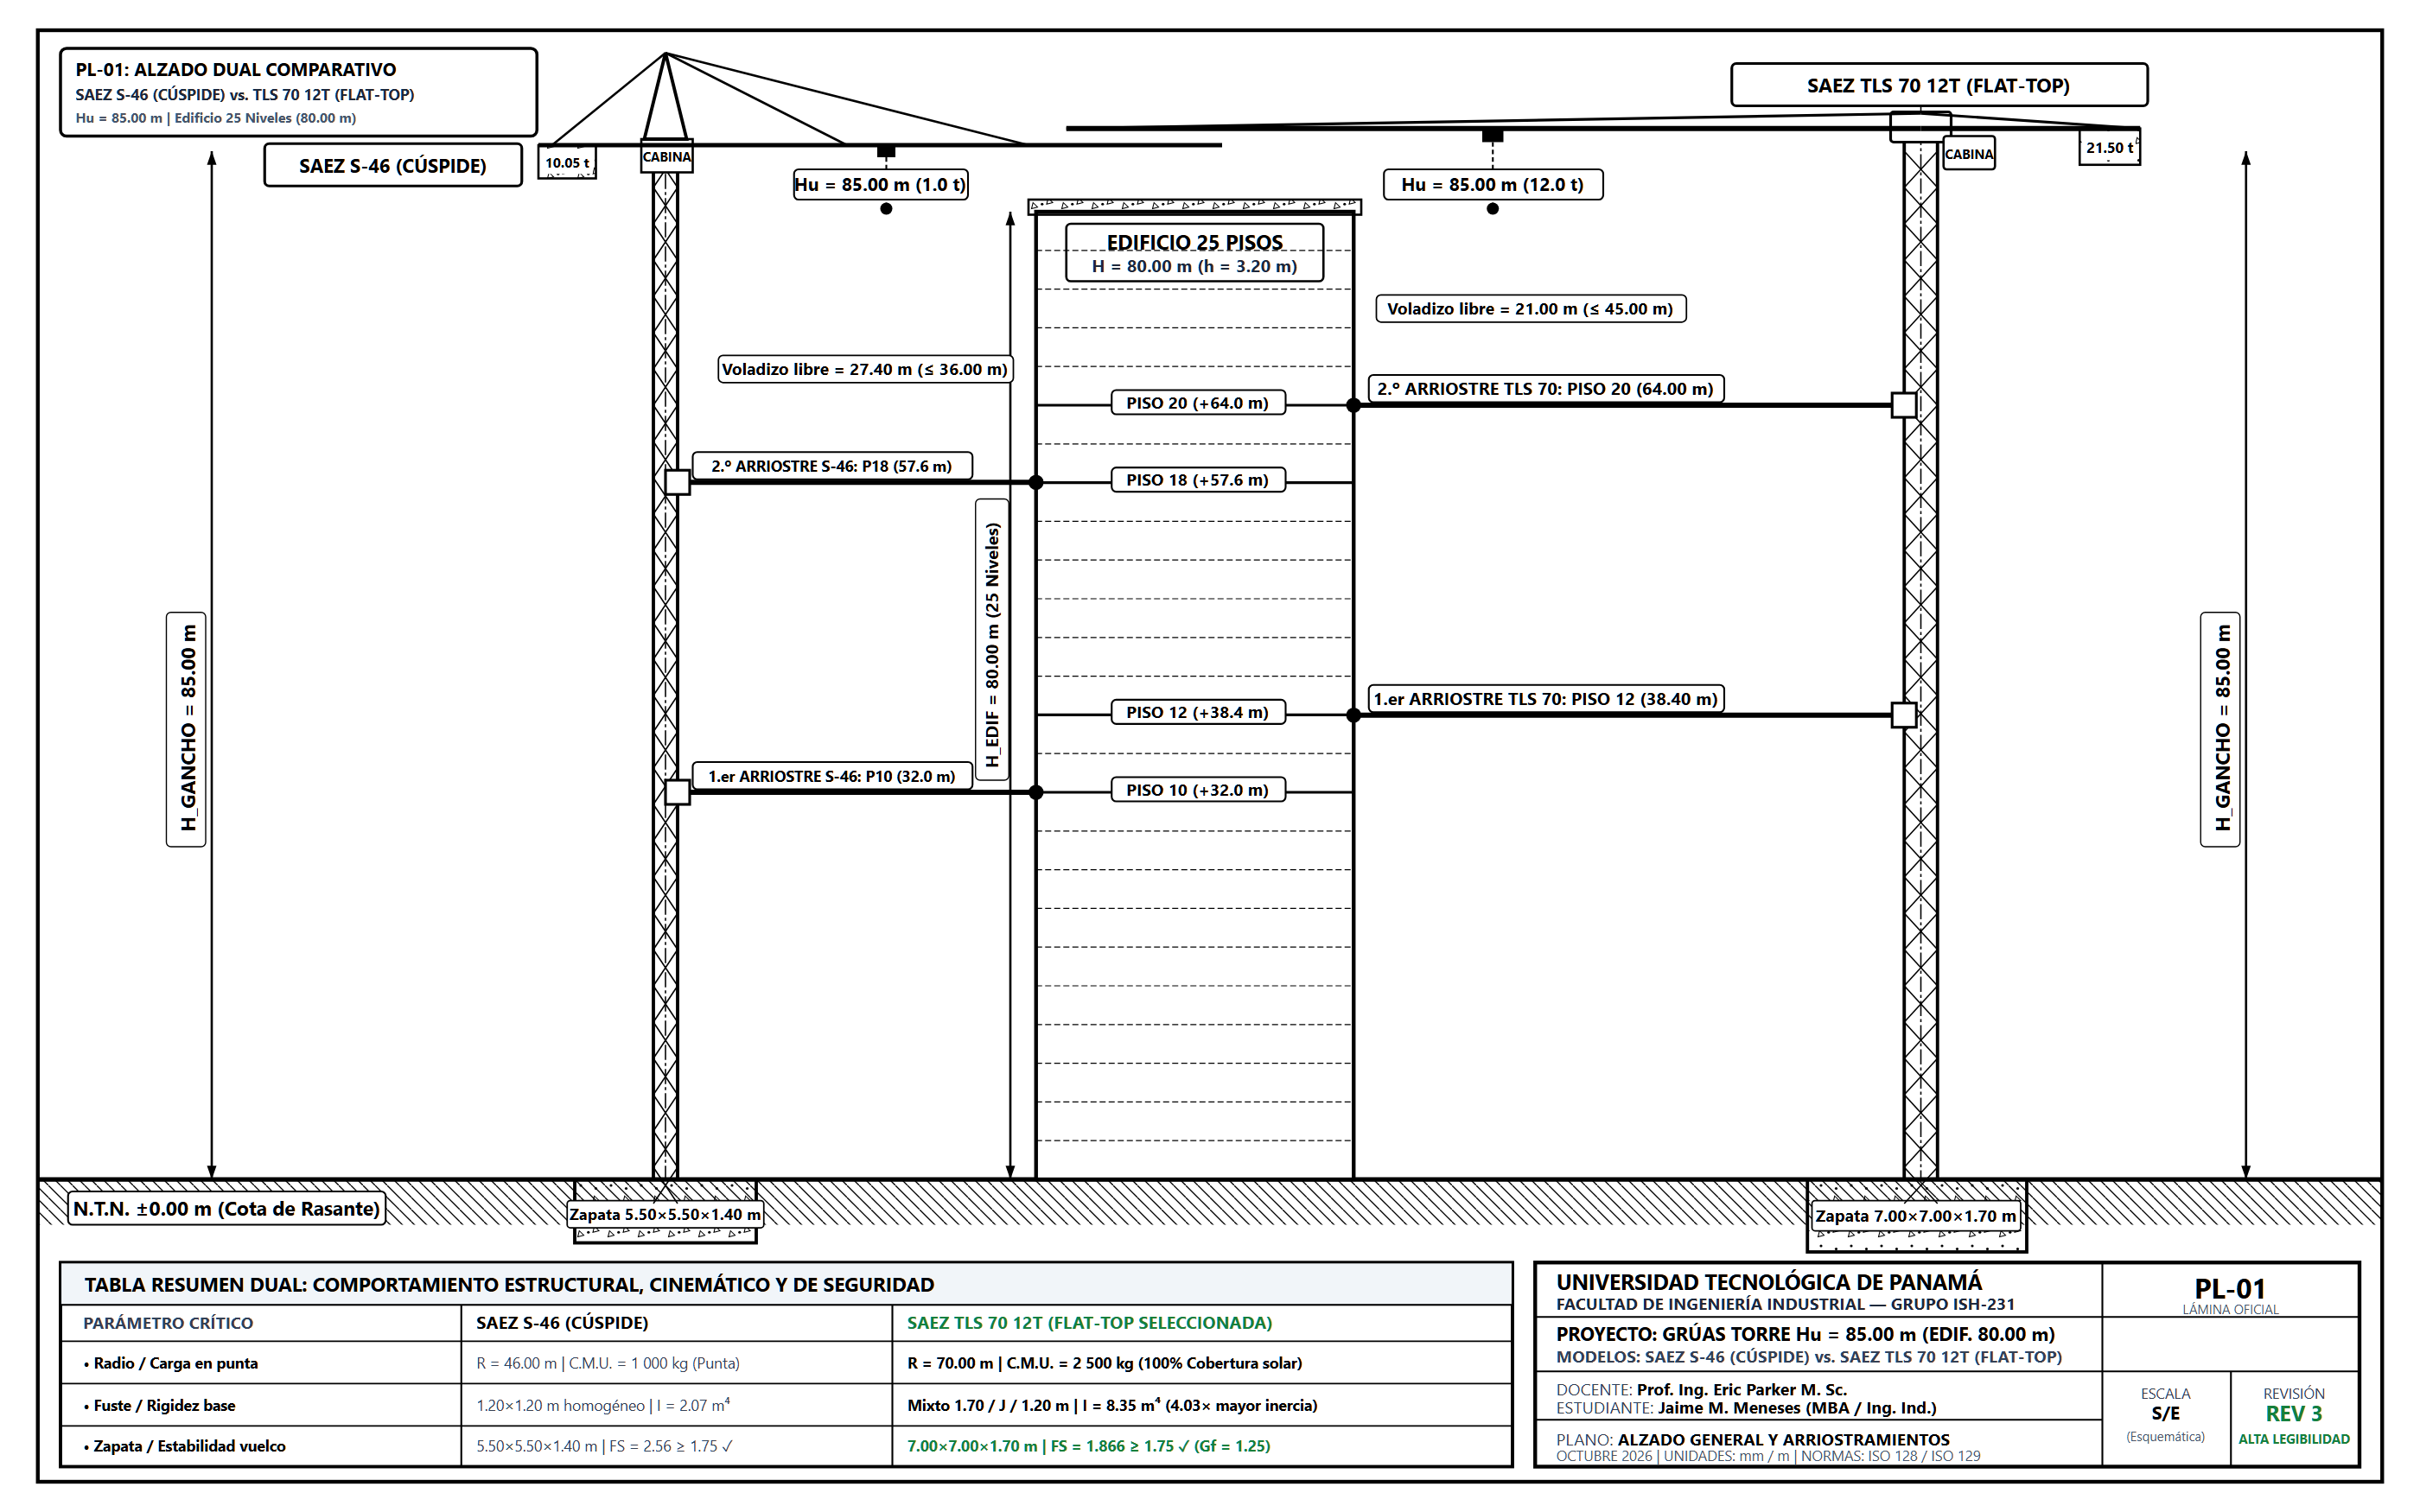 PL-01: ALZADO DUAL COMPARATIVO
SAEZ S-46 (CÚSPIDE) vs. TLS 70 12T (FLAT-TOP)
Hu = 85.00 m | Edificio 25 Niveles (80.00 m)
SAEZ S-46 (CÚSPIDE)
10.05 t
CABINA
Hu = 85.00 m (1.0 t)
SAEZ TLS 70 12T (FLAT-TOP)
Hu = 85.00 m (12.0 t)
CABINA
21.50 t
EDIFICIO 25 PISOS
H = 80.00 m (h = 3.20 m)
Voladizo libre = 21.00 m (≤ 45.00 m)
Voladizo libre = 27.40 m (≤ 36.00 m)
PISO 20 (+64.0 m)
2.º ARRIOSTRE TLS 70: PISO 20 (64.00 m)
2.º ARRIOSTRE S-46: P18 (57.6 m)
PISO 18 (+57.6 m)
H_GANCHO = 85.00 m
H_EDIF = 80.00 m (25 Niveles)
H_GANCHO = 85.00 m
PISO 12 (+38.4 m)
1.er ARRIOSTRE TLS 70: PISO 12 (38.40 m)
1.er ARRIOSTRE S-46: P10 (32.0 m)
PISO 10 (+32.0 m)
N.T.N. ±0.00 m (Cota de Rasante)
Zapata 5.50×5.50×1.40 m
Zapata 7.00×7.00×1.70 m
TABLA RESUMEN DUAL: COMPORTAMIENTO ESTRUCTURAL, CINEMÁTICO Y DE SEGURIDAD
PARÁMETRO CRÍTICO
SAEZ S-46 (CÚSPIDE)
SAEZ TLS 70 12T (FLAT-TOP SELECCIONADA)
• Radio / Carga en punta
R = 46.00 m | C.M.U. = 1 000 kg (Punta)
R = 70.00 m | C.M.U. = 2 500 kg (100% Cobertura solar)
• Fuste / Rigidez base
1.20×1.20 m homogéneo | I = 2.07 m⁴
Mixto 1.70 / J / 1.20 m | I = 8.35 m⁴ (4.03× mayor inercia)
• Zapata / Estabilidad vuelco
5.50×5.50×1.40 m | FS = 2.56 ≥ 1.75 ✓
7.00×7.00×1.70 m | FS = 1.866 ≥ 1.75 ✓ (Gf = 1.25)
UNIVERSIDAD TECNOLÓGICA DE PANAMÁ
FACULTAD DE INGENIERÍA INDUSTRIAL — GRUPO ISH-231
PL-01
LÁMINA OFICIAL
PROYECTO: GRÚAS TORRE Hu = 85.00 m (EDIF. 80.00 m)
MODELOS: SAEZ S-46 (CÚSPIDE) vs. SAEZ TLS 70 12T (FLAT-TOP)
DOCENTE: Prof. Ing. Eric Parker M. Sc.
ESTUDIANTE: Jaime M. Meneses (MBA / Ing. Ind.)
PLANO: ALZADO GENERAL Y ARRIOSTRAMIENTOS
OCTUBRE 2026 | UNIDADES: mm / m | NORMAS: ISO 128 / ISO 129
ESCALA
S/E
(Esquemática)
REVISIÓN
REV 3
ALTA LEGIBILIDAD